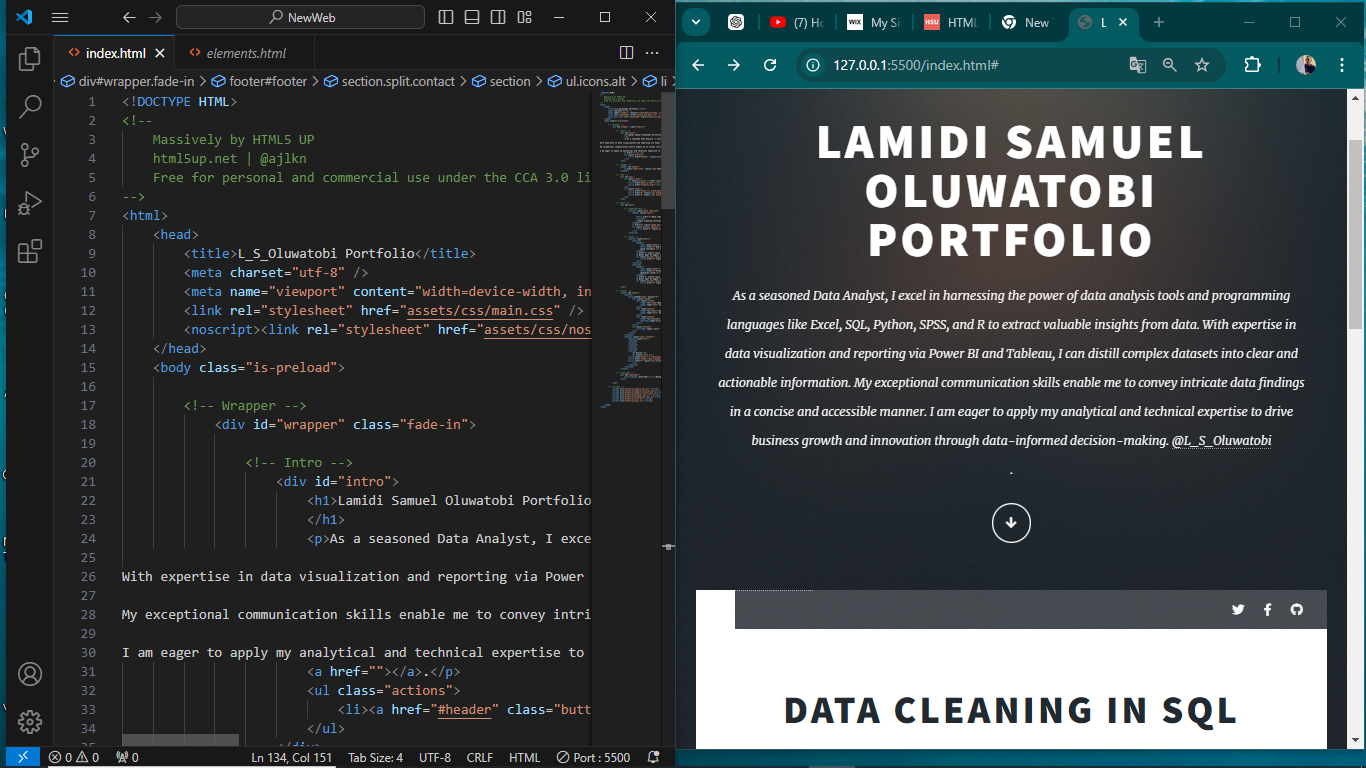 NewWeb
index.html
elements.html
div#wrapper.fade-in > footer#footer > section.split.contact > section > ul.icons.alt > li
1 <!DOCTYPE HTML>
2 <!--
3 Massively by HTML5 UP
4 html5up.net | @ajlkn
5 Free for personal and commercial use under the CCA 3.0 li
6 -->
7 <html>
8 <head>
9 <title>L_S_Oluwatobi Portfolio</title>
10 <meta charset="utf-8" />
11 <meta name="viewport" content="width=device-width, in
12 <link rel="stylesheet" href="assets/css/main.css" />
13 <noscript><link rel="stylesheet" href="assets/css/nos
14 </head>
15 <body class="is-preload">
16
17 <!-- Wrapper -->
18 <div id="wrapper" class="fade-in">
19
20 <!-- Intro -->
21 <div id="intro">
22 <h1>Lamidi Samuel Oluwatobi Portfolio
23 </h1>
24 <p>As a seasoned Data Analyst, I exce
25
26 With expertise in data visualization and reporting via Power
27
28 My exceptional communication skills enable me to convey intri
29
30 I am eager to apply my analytical and technical expertise to
31 <a href=""></a>.</p>
32 <ul class="actions">
33 <li><a href="#header" class="butt
34 </ul>
35 </div>
0 0 0 Ln 134, Col 151 Tab Size: 4 UTF-8 CRLF HTML Port : 5500
(7) Ho
WIX My Si
HSU HTML
New T
L
127.0.0.1:5500/index.html#
LAMIDI SAMUEL
OLUWATOBI
PORTFOLIO
As a seasoned Data Analyst, I excel in harnessing the power of data analysis tools and programming
languages like Excel, SQL, Python, SPSS, and R to extract valuable insights from data. With expertise in
data visualization and reporting via Power BI and Tableau, I can distill complex datasets into clear and
actionable information. My exceptional communication skills enable me to convey intricate data findings
in a concise and accessible manner. I am eager to apply my analytical and technical expertise to drive
business growth and innovation through data-informed decision-making. @L_S_Oluwatobi
.
DATA CLEANING IN SQL